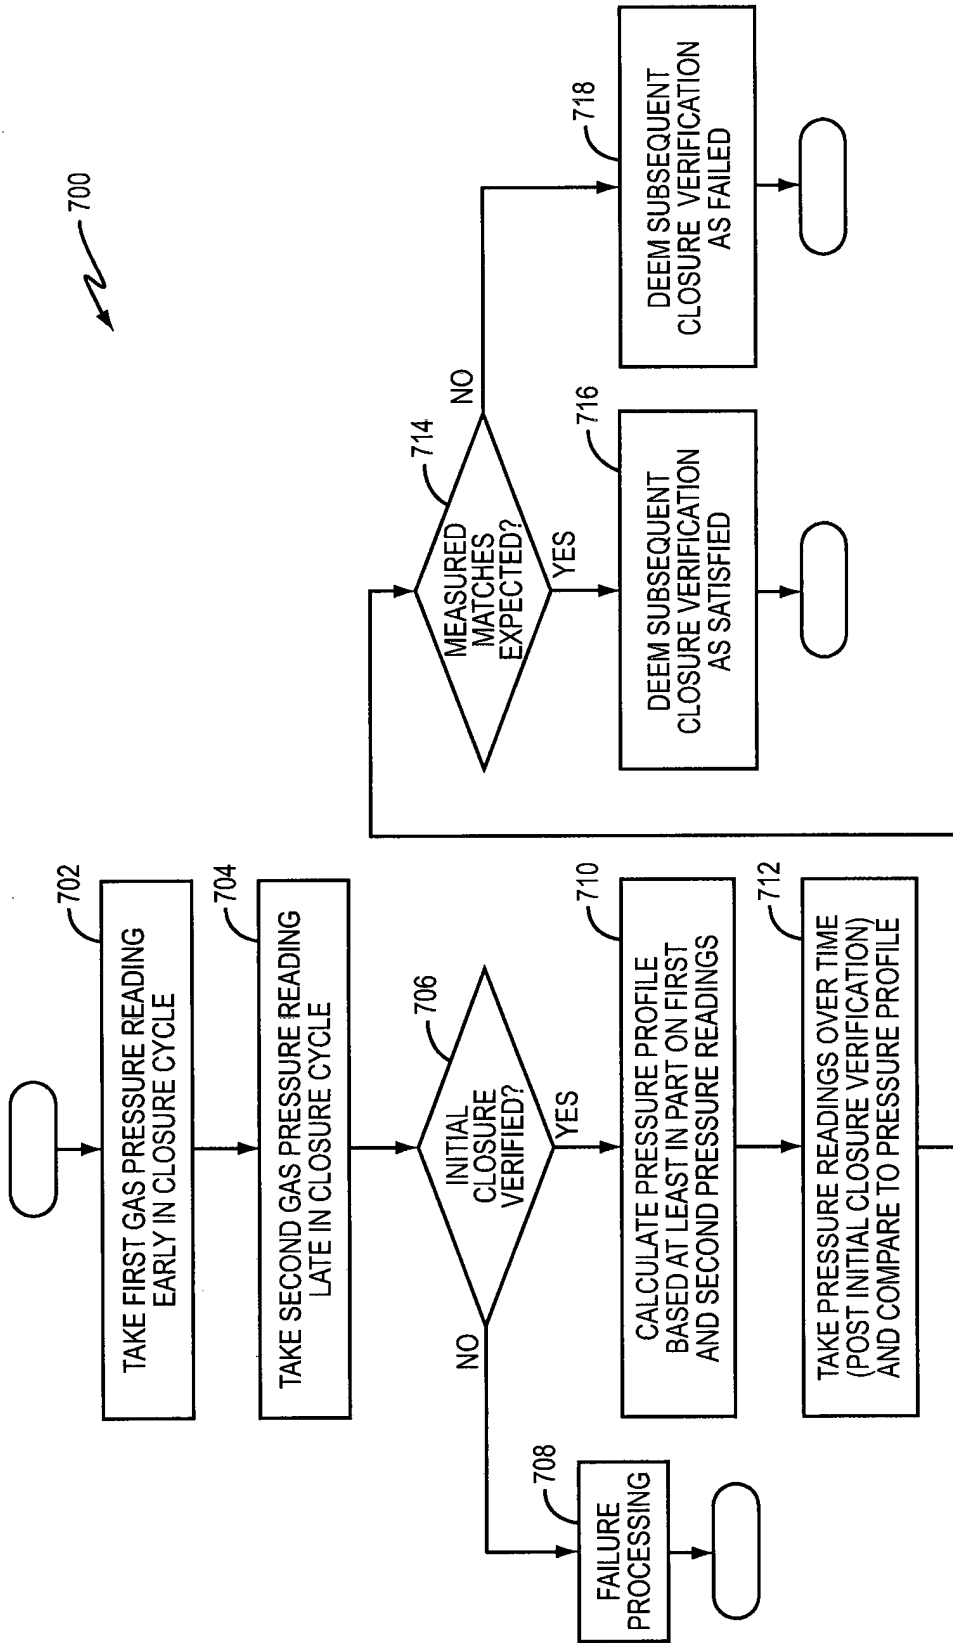 700
702
TAKE FIRST GAS PRESSURE READING
EARLY IN CLOSURE CYCLE
704
TAKE SECOND GAS PRESSURE READING
LATE IN CLOSURE CYCLE
706
INITIAL
CLOSURE
VERIFIED?
NO
YES
708
FAILURE
PROCESSING
710
CALCULATE PRESSURE PROFILE
BASED AT LEAST IN PART ON FIRST
AND SECOND PRESSURE READINGS
712
TAKE PRESSURE READINGS OVER TIME
(POST INITIAL CLOSURE VERIFICATION)
AND COMPARE TO PRESSURE PROFILE
714
MEASURED
MATCHES
EXPECTED?
NO
YES
716
DEEM SUBSEQUENT
CLOSURE VERIFICATION
AS SATISFIED
718
DEEM SUBSEQUENT
CLOSURE VERIFICATION
AS FAILED